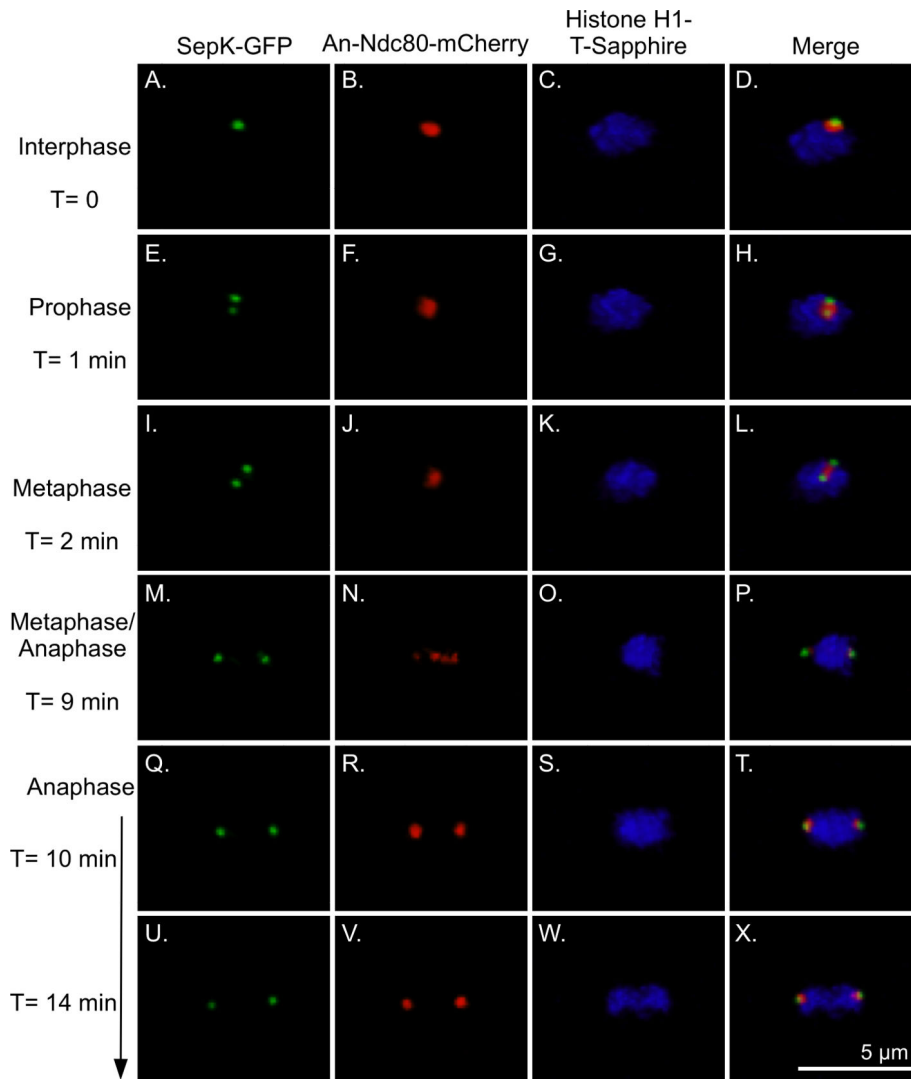 SepK-GFP
An-Ndc80-mCherry
Histone H1-
T-Sapphire
Merge
Interphase
T= 0
A.
B.
C.
D.
Prophase
T= 1 min
E.
F.
G.
H.
Metaphase
T= 2 min
I.
J.
K.
L.
Metaphase/
Anaphase
T= 9 min
M.
N.
O.
P.
Anaphase
T= 10 min
Q.
R.
S.
T.
T= 14 min
U.
V.
W.
X.
5 µm